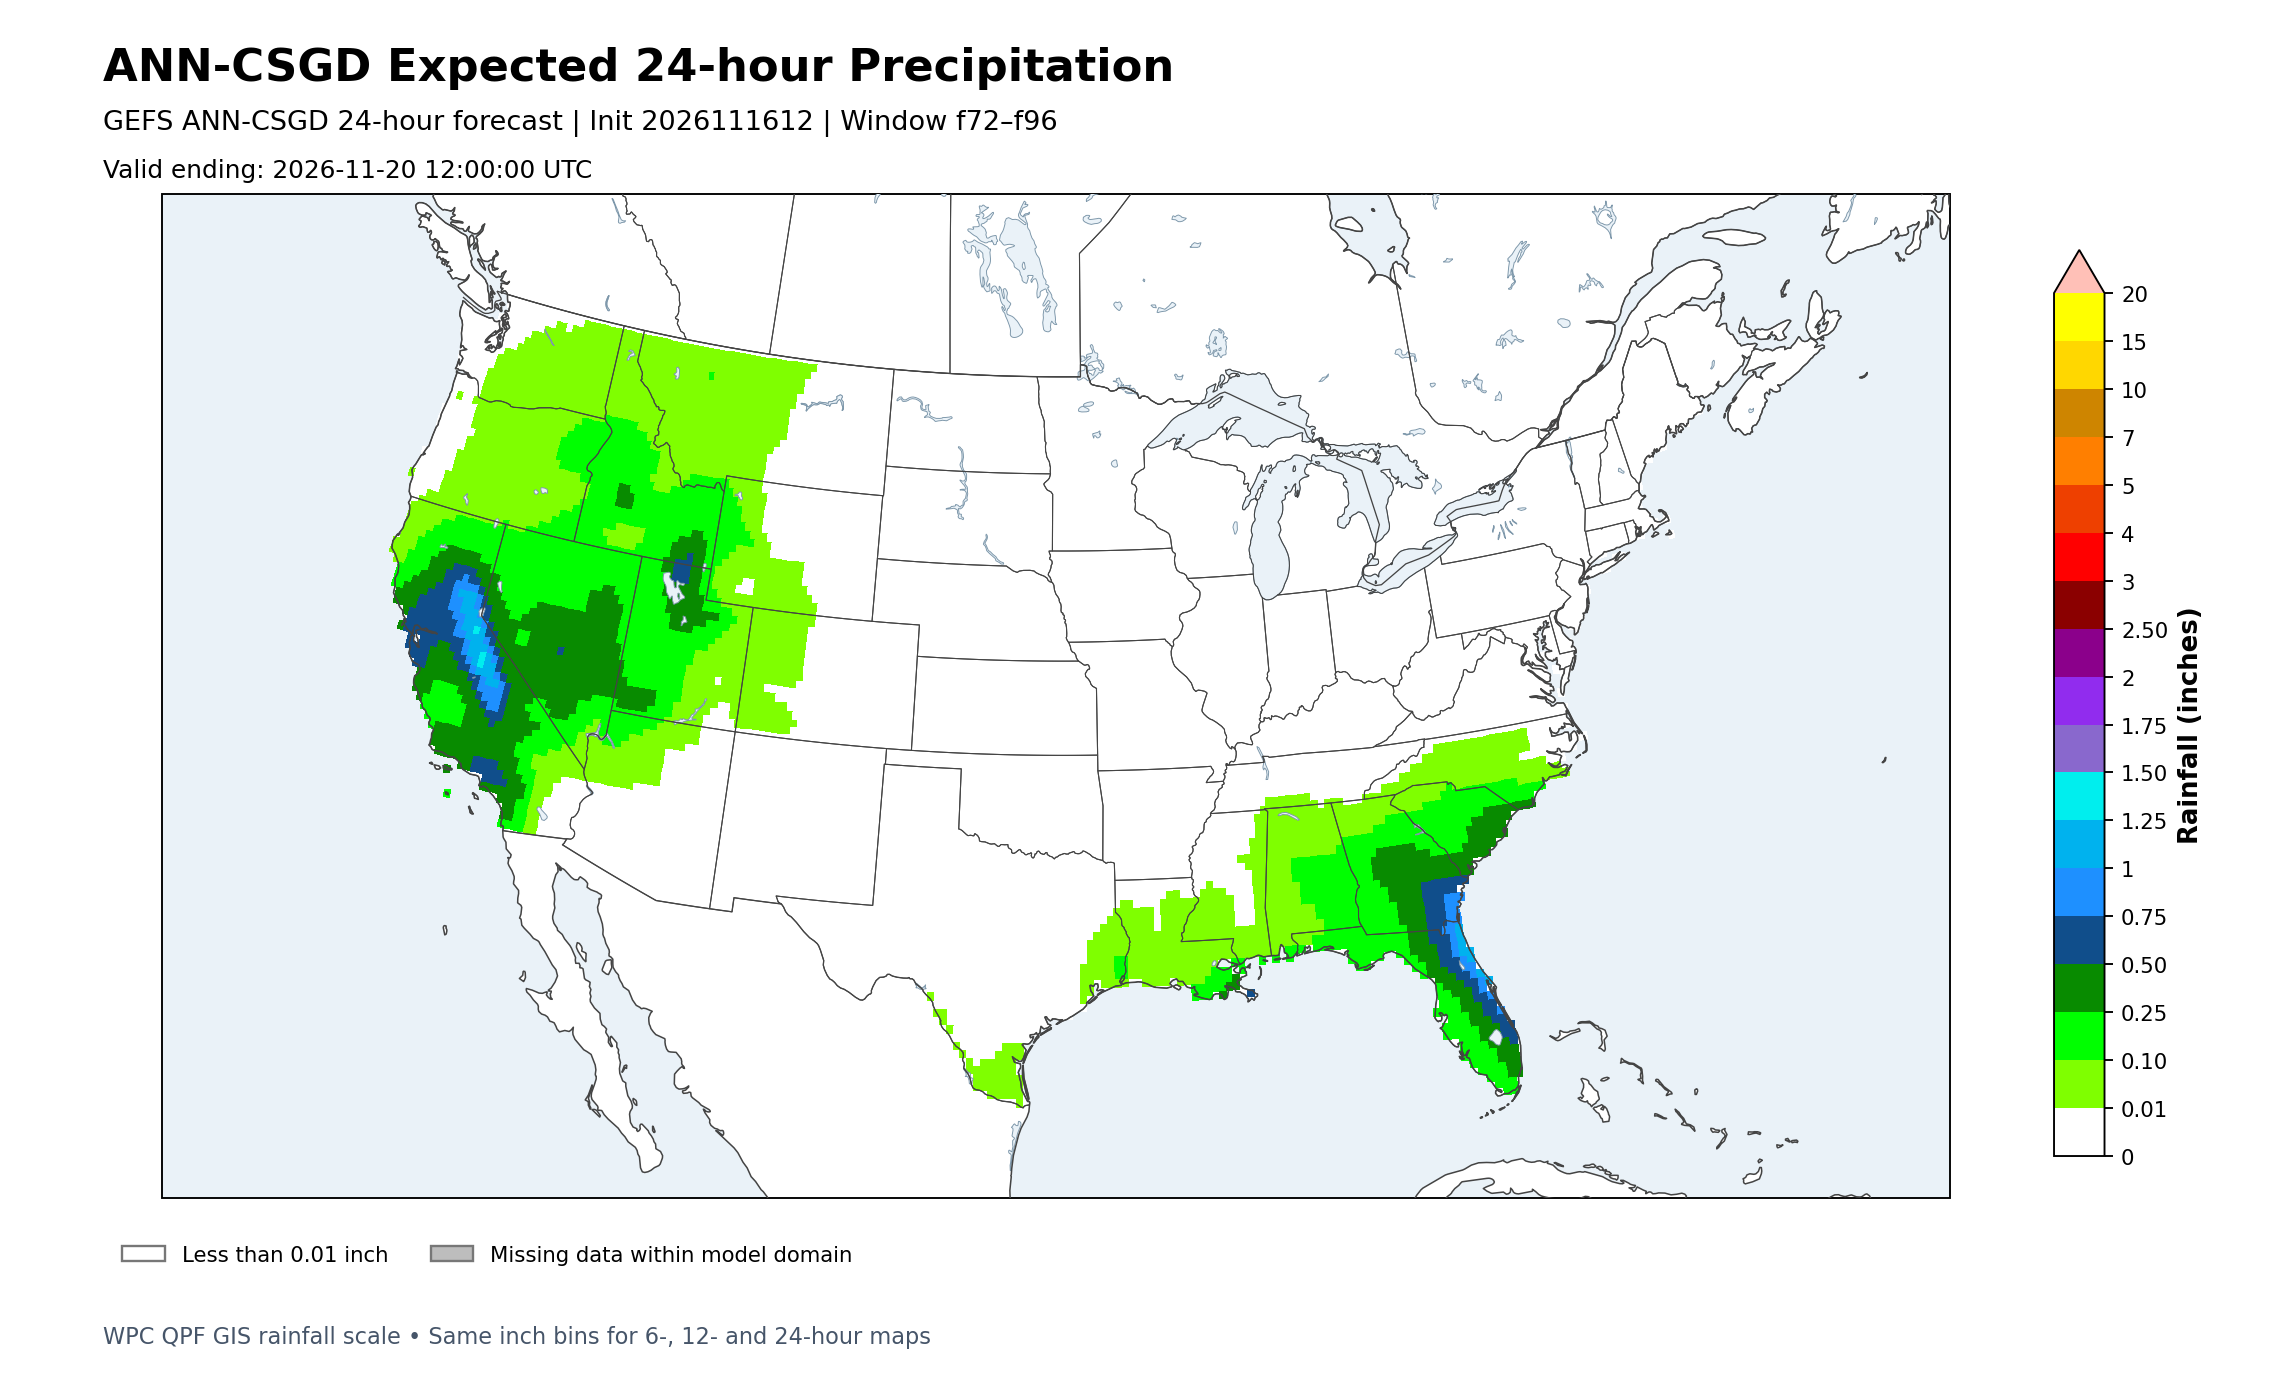 ANN-CSGD Expected 24-hour Precipitation
GEFS ANN-CSGD 24-hour forecast | Init 2026111612 | Window f72–f96
Valid ending: 2026-11-20 12:00:00 UTC
20
15
10
7
5
4
3
2.50
2
1.75
1.50
1.25
1
0.75
0.50
0.25
0.10
0.01
0
Rainfall (inches)
Less than 0.01 inch
Missing data within model domain
WPC QPF GIS rainfall scale • Same inch bins for 6-, 12- and 24-hour maps